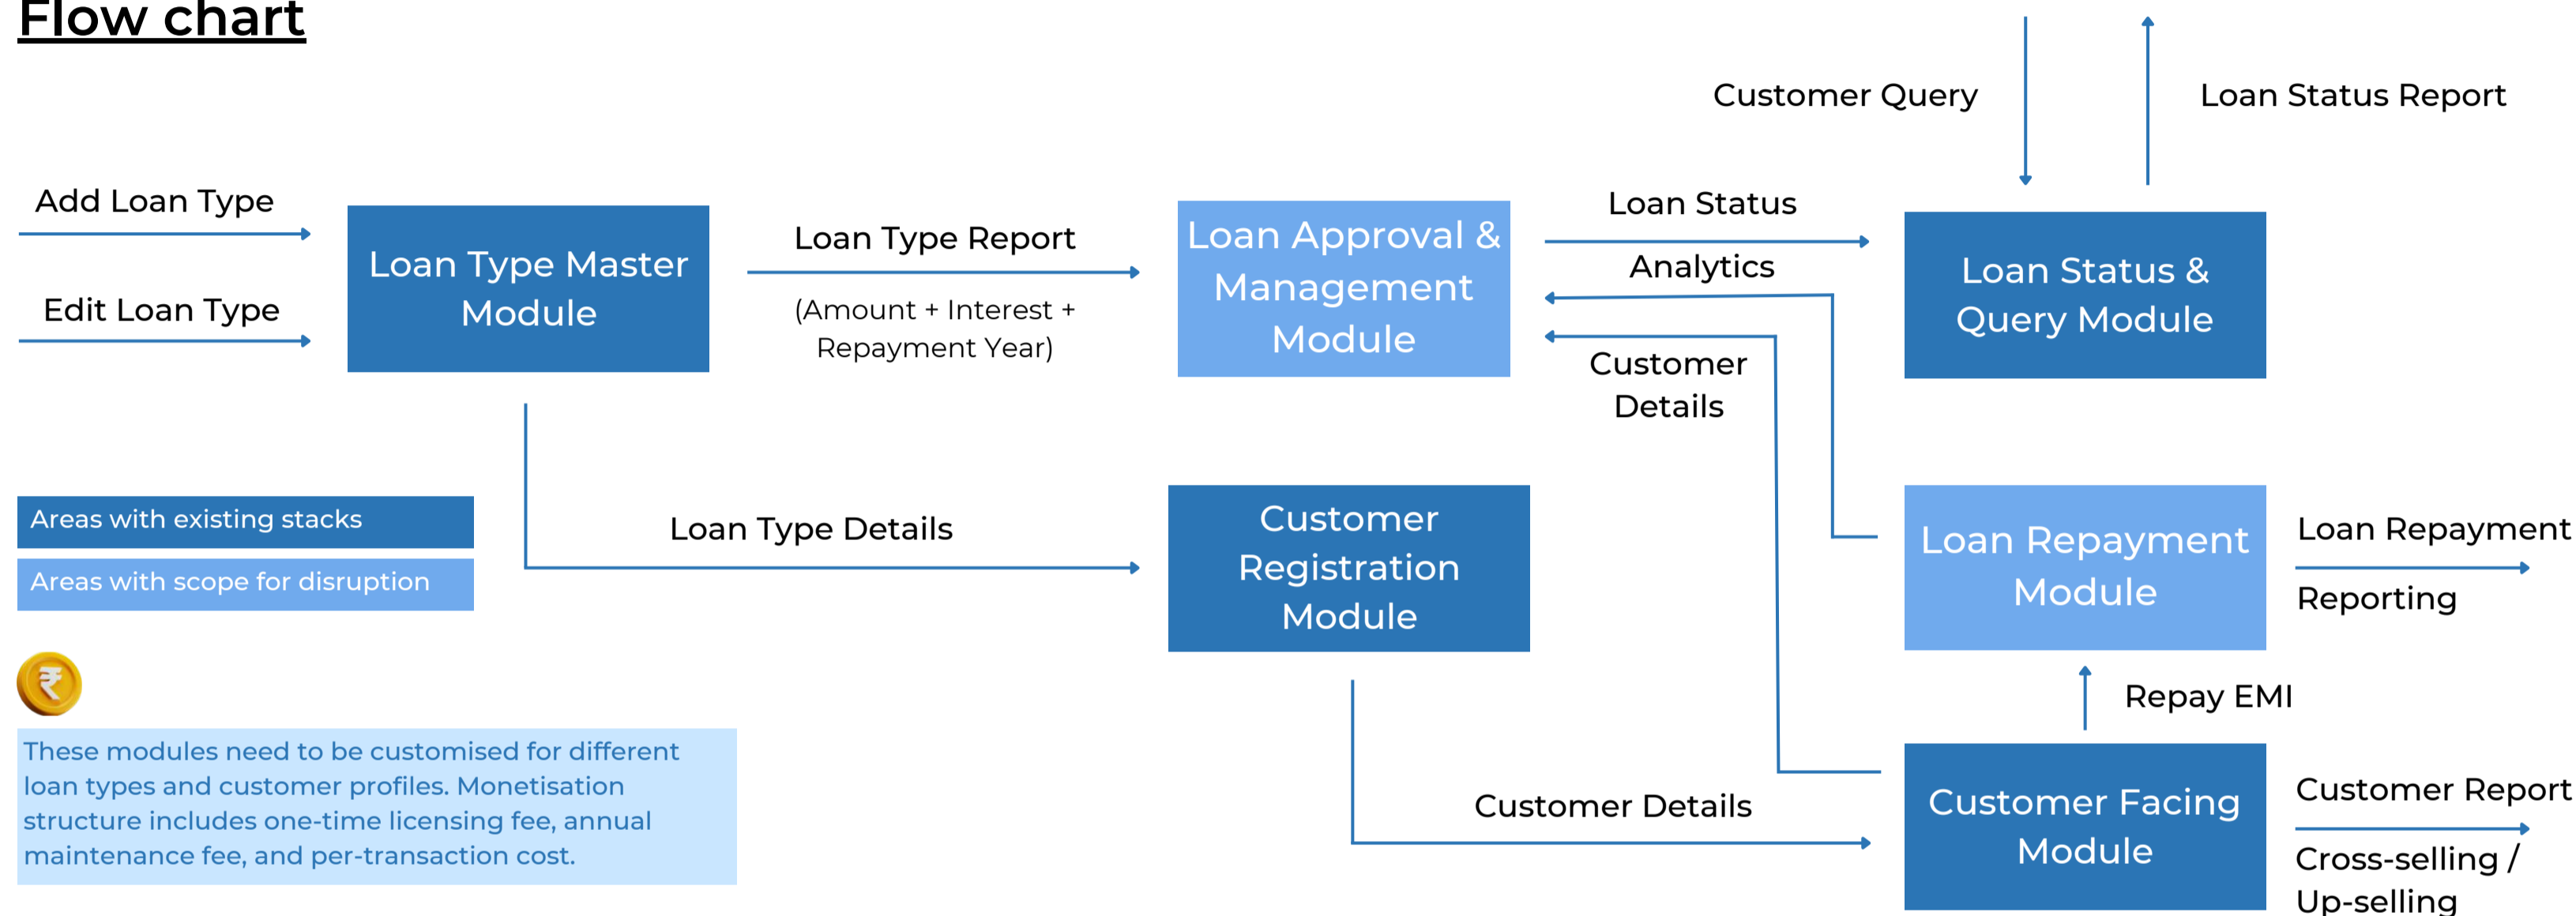 Flow chart
Customer Query
Loan Status Report
Add Loan Type
Edit Loan Type
Loan Type Master
Module
Loan Type Report
(Amount + Interest +
Repayment Year)
Loan Approval &
Management
Module
Loan Status
Analytics
Customer
Details
Loan Status &
Query Module
Areas with existing stacks
Areas with scope for disruption
Loan Type Details
Customer
Registration
Module
Loan Repayment
Module
Loan Repayment
Reporting
Repay EMI
₹
These modules need to be customised for different
loan types and customer profiles. Monetisation
structure includes one-time licensing fee, annual
maintenance fee, and per-transaction cost.
Customer Details
Customer Facing
Module
Customer Report
Cross-selling /
Up-selling